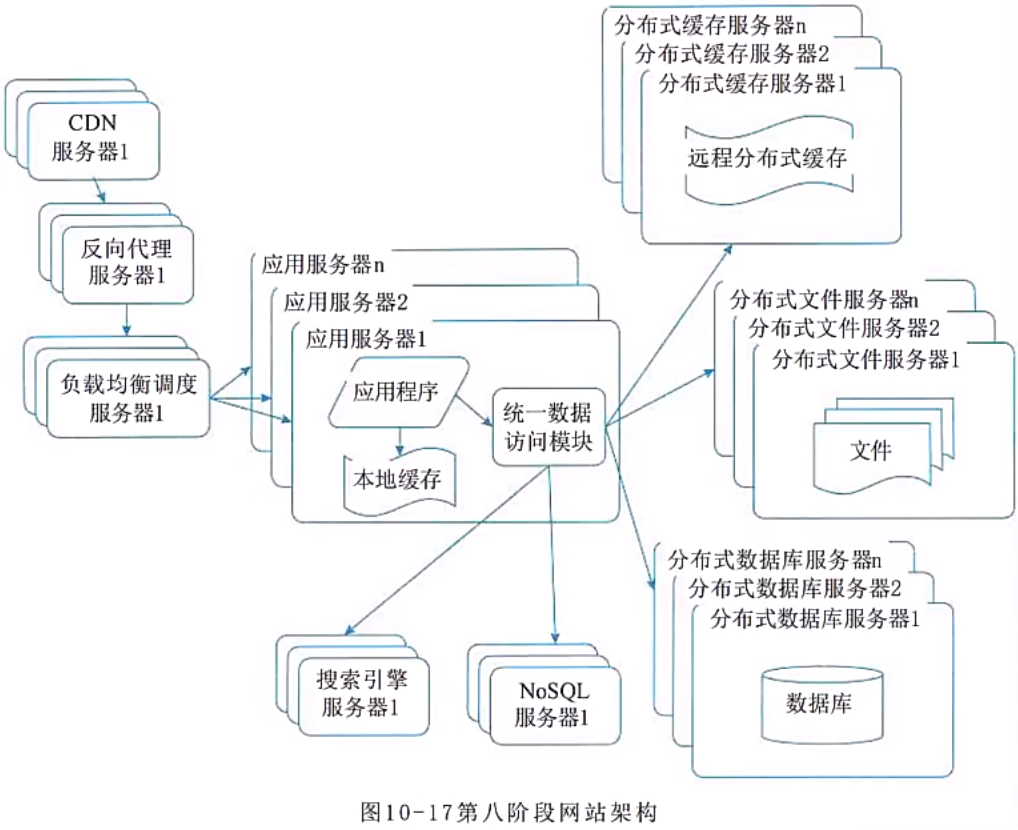 分布式缓存服务器n
分布式缓存服务器2
分布式缓存服务器1
远程分布式缓存
CDN
服务器1
反向代理
服务器1
负载均衡调度
服务器1
应用服务器n
应用服务器2
应用服务器1
应用程序
本地缓存
统一数据
访问模块
分布式文件服务器n
分布式文件服务器2
分布式文件服务器1
文件
分布式数据库服务器n
分布式数据库服务器2
分布式数据库服务器1
数据库
搜索引擎
服务器1
NoSQL
服务器1
图10-17第八阶段网站架构